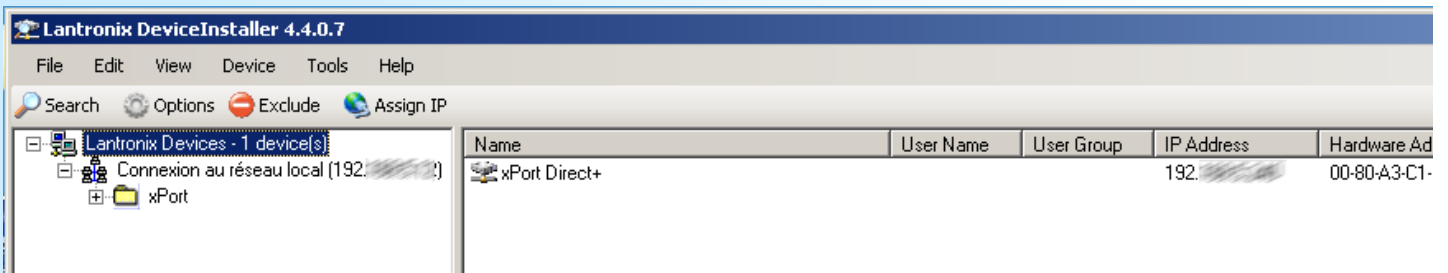 Lantronix DeviceInstaller 4.4.0.7
File Edit View Device Tools Help
Search Options Exclude Assign IP
Lantronix Devices - 1 device(s)
Connexion au réseau local (192.
xPort
Name User Name User Group IP Address Hardware Ad
xPort Direct+ 192. 00-80-A3-C1-